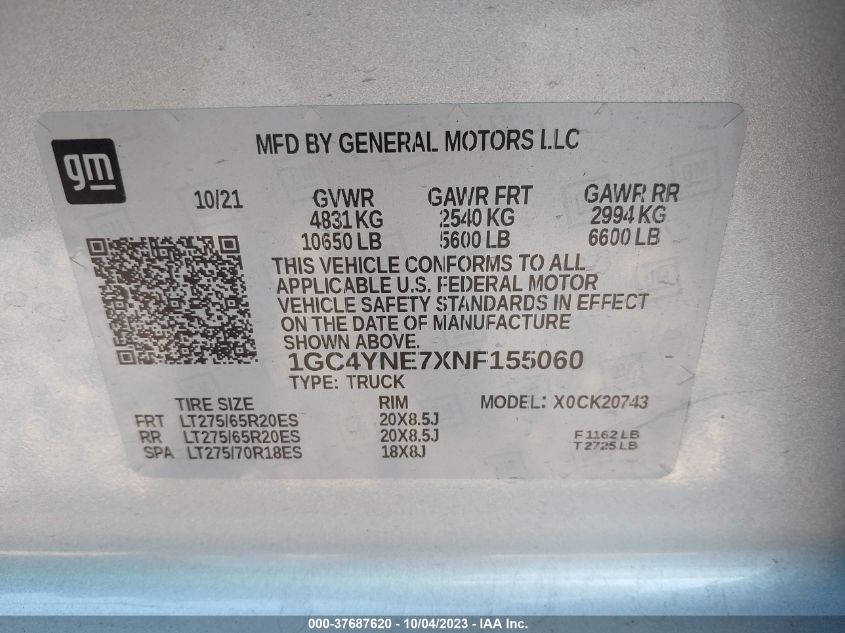 gm
MFD BY GENERAL MOTORS LLC
10/21 GVWR GAWR FRT GAWR RR
4831 KG 2540 KG 2994 KG
10650 LB 5600 LB 6600 LB
THIS VEHICLE CONFORMS TO ALL
APPLICABLE U.S. FEDERAL MOTOR
VEHICLE SAFETY STANDARDS IN EFFECT
ON THE DATE OF MANUFACTURE
SHOWN ABOVE.
1GC4YNE7XNF155060
TYPE: TRUCK
TIRE SIZE RIM MODEL: X0CK20743
FRT LT275/65R20ES 20X8.5J
RR LT275/65R20ES 20X8.5J F1162 LB
SPA LT275/70R18ES 18X8J T2725 LB
000-37687620 - 10/04/2023 - IAA Inc.